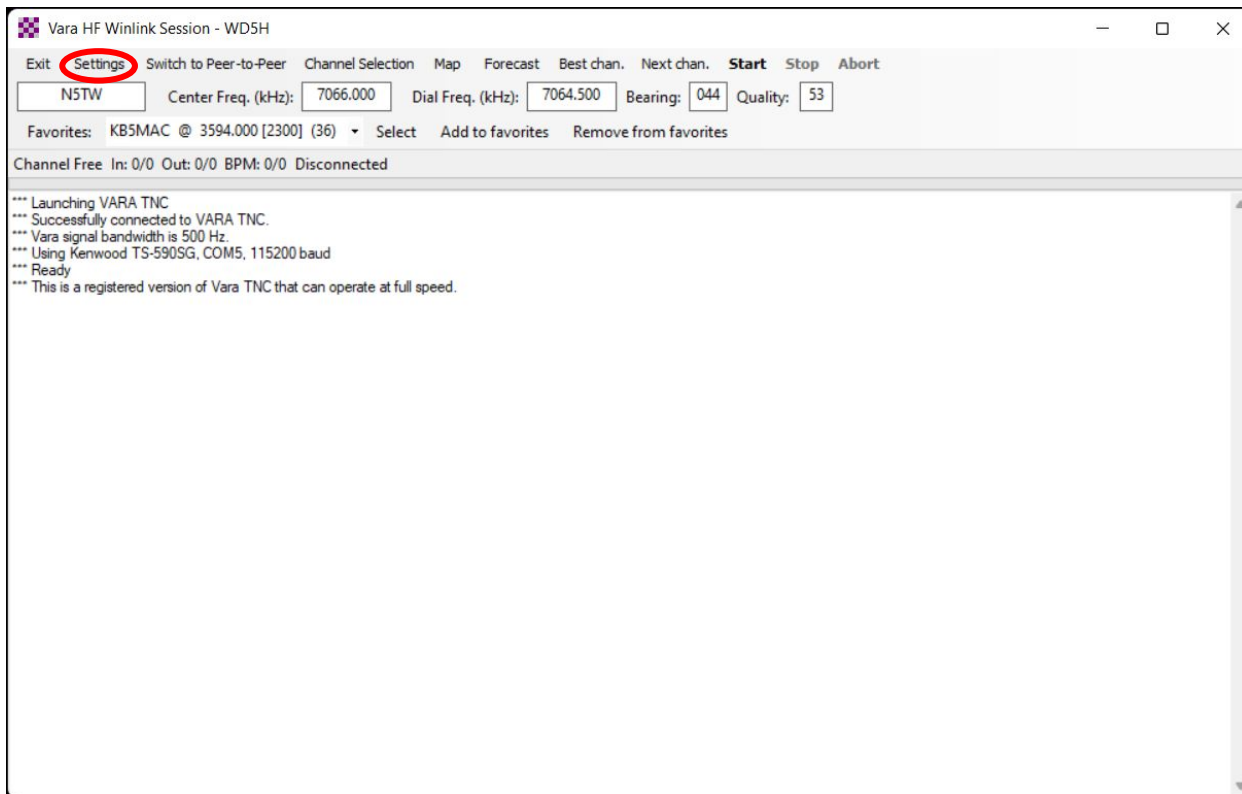 Vara HF Winlink Session - WD5H
Exit Settings Switch to Peer-to-Peer Channel Selection Map Forecast Best chan. Next chan. Start Stop Abort
N5TW Center Freq. (kHz): 7066.000 Dial Freq. (kHz): 7064.500 Bearing: 044 Quality: 53
Favorites: KB5MAC @ 3594.000 [2300] (36) Select Add to favorites Remove from favorites
Channel Free In: 0/0 Out: 0/0 BPM: 0/0 Disconnected
*** Launching VARA TNC
*** Successfully connected to VARA TNC.
*** Vara signal bandwidth is 500 Hz.
*** Using Kenwood TS-590SG, COM5, 115200 baud
*** Ready
*** This is a registered version of Vara TNC that can operate at full speed.